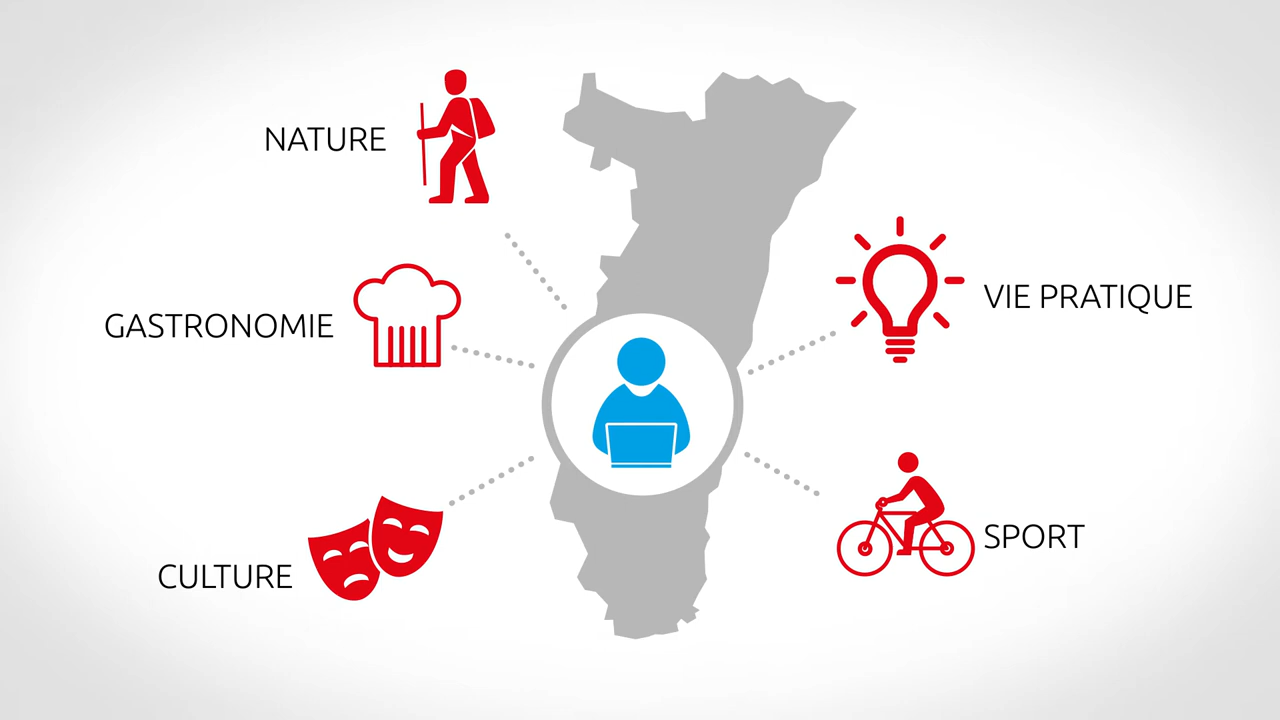 NATURE
GASTRONOMIE
CULTURE
VIE PRATIQUE
SPORT